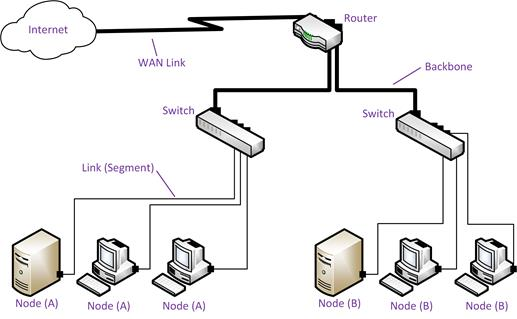 Internet
Router
WAN Link
Backbone
Switch
Switch
Link (Segment)
Node (A)
Node (A)
Node (A)
Node (B)
Node (B)
Node (B)